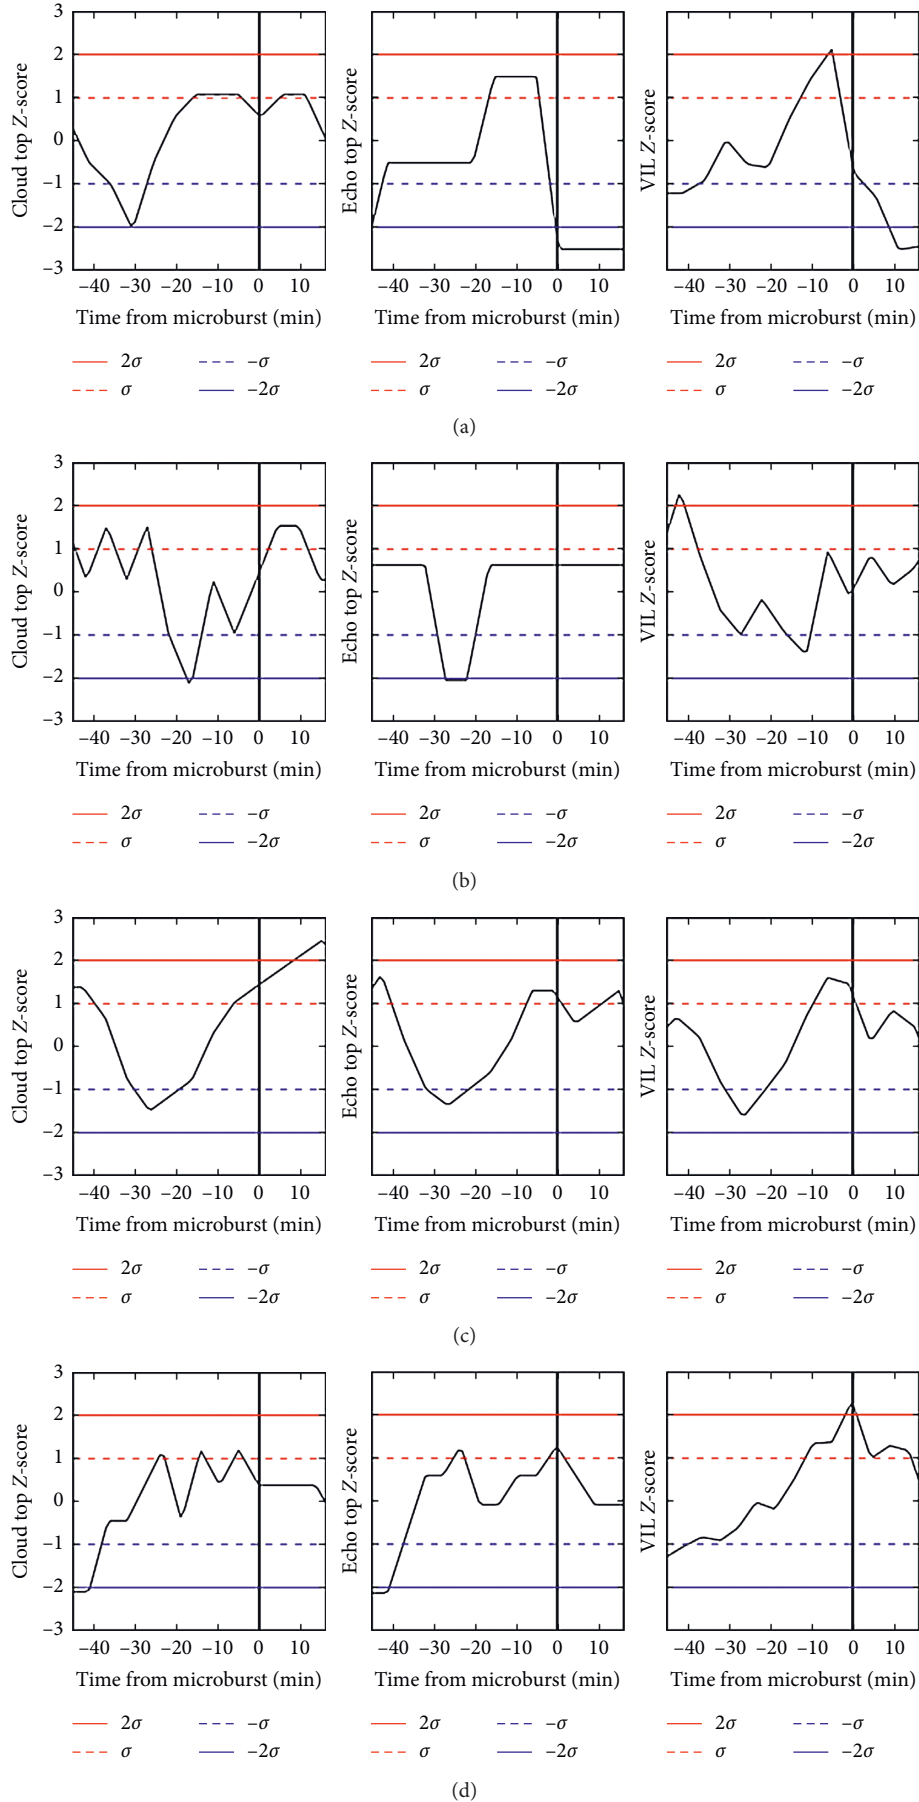 3
2
1
0
−1
−2
−3
Cloud top Z-score
Echo top Z-score
VIL Z-score
−40 −30 −20 −10 0 10 −40 −30 −20 −10 0 10 −40 −30 −20 −10 0 10
Time from microburst (min) Time from microburst (min) Time from microburst (min)
2σ −σ 2σ −σ 2σ −σ
σ −2σ σ −2σ σ −2σ
(a)
3
2
1
0
−1
−2
−3
Cloud top Z-score
Echo top Z-score
VIL Z-score
−40 −30 −20 −10 0 10 −40 −30 −20 −10 0 10 −40 −30 −20 −10 0 10
Time from microburst (min) Time from microburst (min) Time from microburst (min)
2σ −σ 2σ −σ 2σ −σ
σ −2σ σ −2σ σ −2σ
(b)
3
2
1
0
−1
−2
−3
Cloud top Z-score
Echo top Z-score
VIL Z-score
−40 −30 −20 −10 0 10 −40 −30 −20 −10 0 10 −40 −30 −20 −10 0 10
Time from microburst (min) Time from microburst (min) Time from microburst (min)
2σ −σ 2σ −σ 2σ −σ
σ −2σ σ −2σ σ −2σ
(c)
3
2
1
0
−1
−2
−3
Cloud top Z-score
Echo top Z-score
VIL Z-score
−40 −30 −20 −10 0 10 −40 −30 −20 −10 0 10 −40 −30 −20 −10 0 10
Time from microburst (min) Time from microburst (min) Time from microburst (min)
2σ −σ 2σ −σ 2σ −σ
σ −2σ σ −2σ σ −2σ
(d)